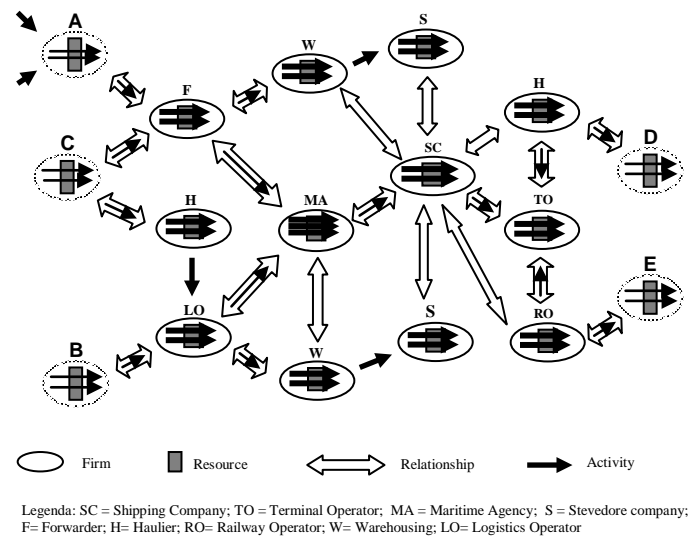 A
S
W
F
H
SC
D
C
H
MA
TO
E
LO
S
RO
W
B
Firm
Resource
Relationship
Activity
Legenda: SC = Shipping Company; TO = Terminal Operator; MA = Maritime Agency; S = Stevedore company;
F= Forwarder; H= Haulier; RO= Railway Operator; W= Warehousing; LO= Logistics Operator